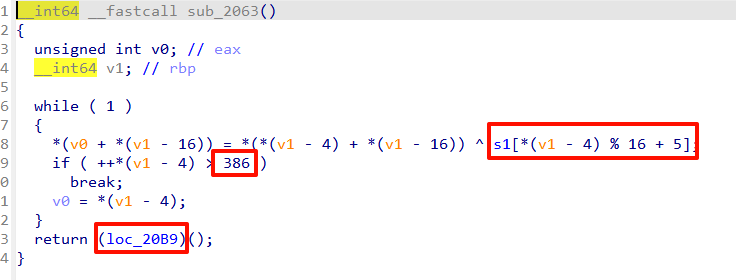 1 __int64 __fastcall sub_2063()
2 {
3 unsigned int v0; // eax
4 __int64 v1; // rbp
5
6 while ( 1 )
7 {
8 *(v0 + *(v1 - 16)) = *(*(v1 - 4) + *(v1 - 16)) ^ s1[*(v1 - 4) % 16 + 5];
9 if ( ++*(v1 - 4) > 386 )
0 break;
1 v0 = *(v1 - 4);
2 }
3 return (loc_20B9)();
4 }